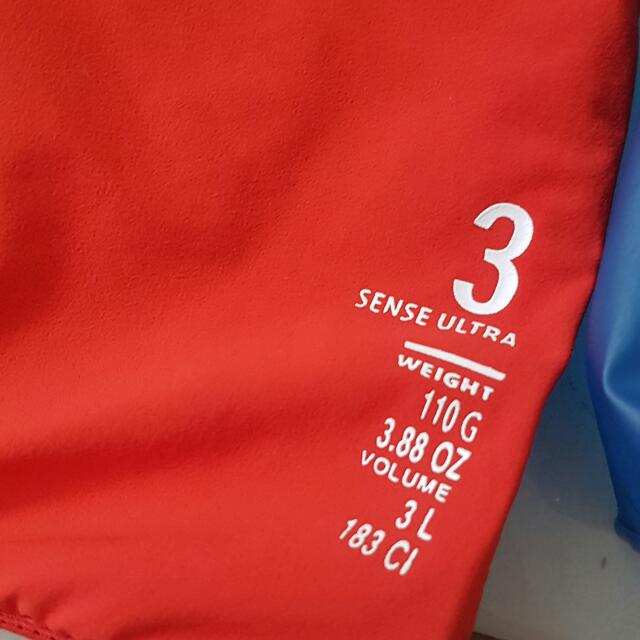 3
SENSE ULTRA
WEIGHT
110 G
3.88 OZ
VOLUME
3 L
183 CI